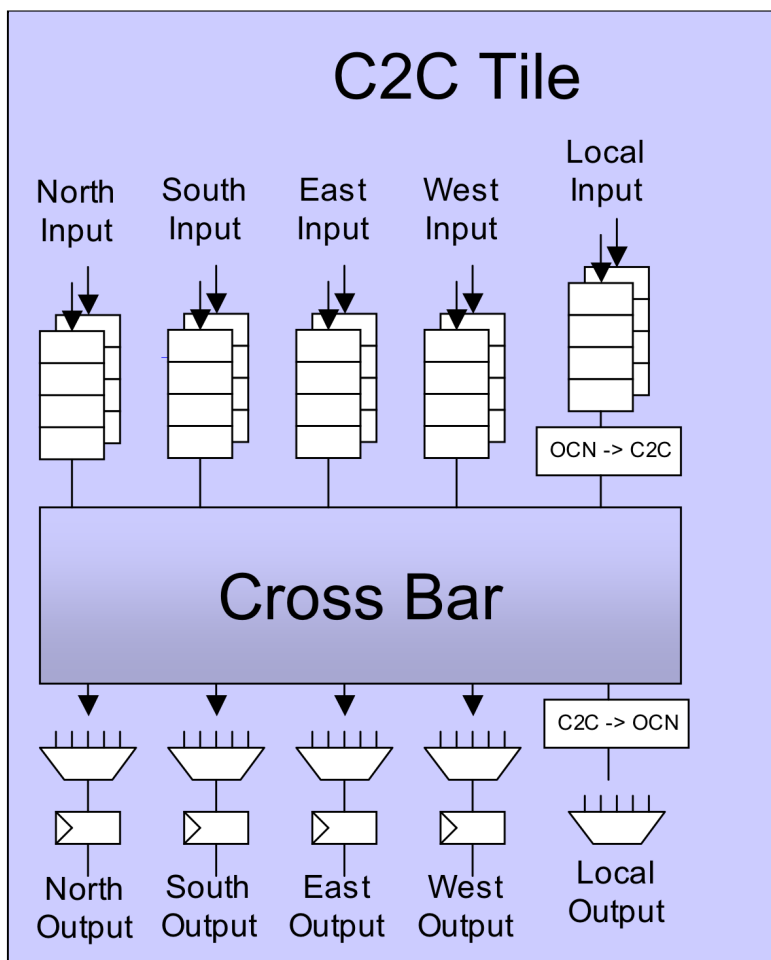 C2C Tile
North
Input
South
Input
East
Input
West
Input
Local
Input
OCN -> C2C
Cross Bar
C2C -> OCN
North
Output
South
Output
East
Output
West
Output
Local
Output